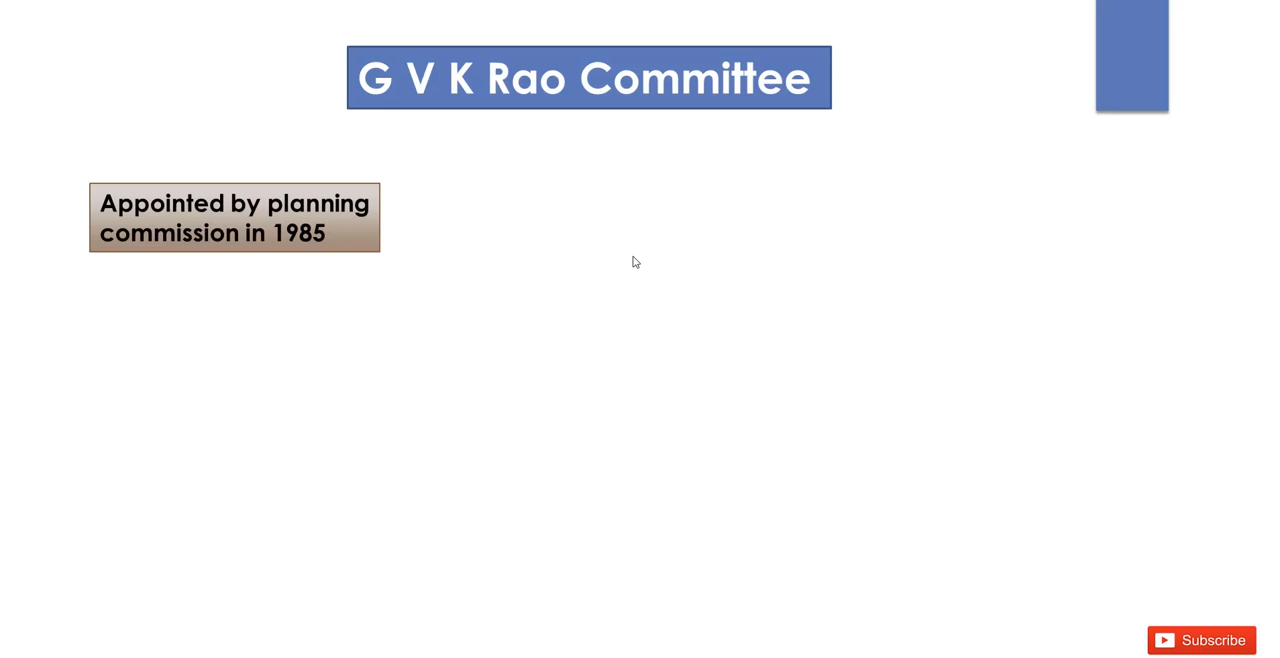 G V K Rao Committee
Appointed by planning
commission in 1985
Subscribe